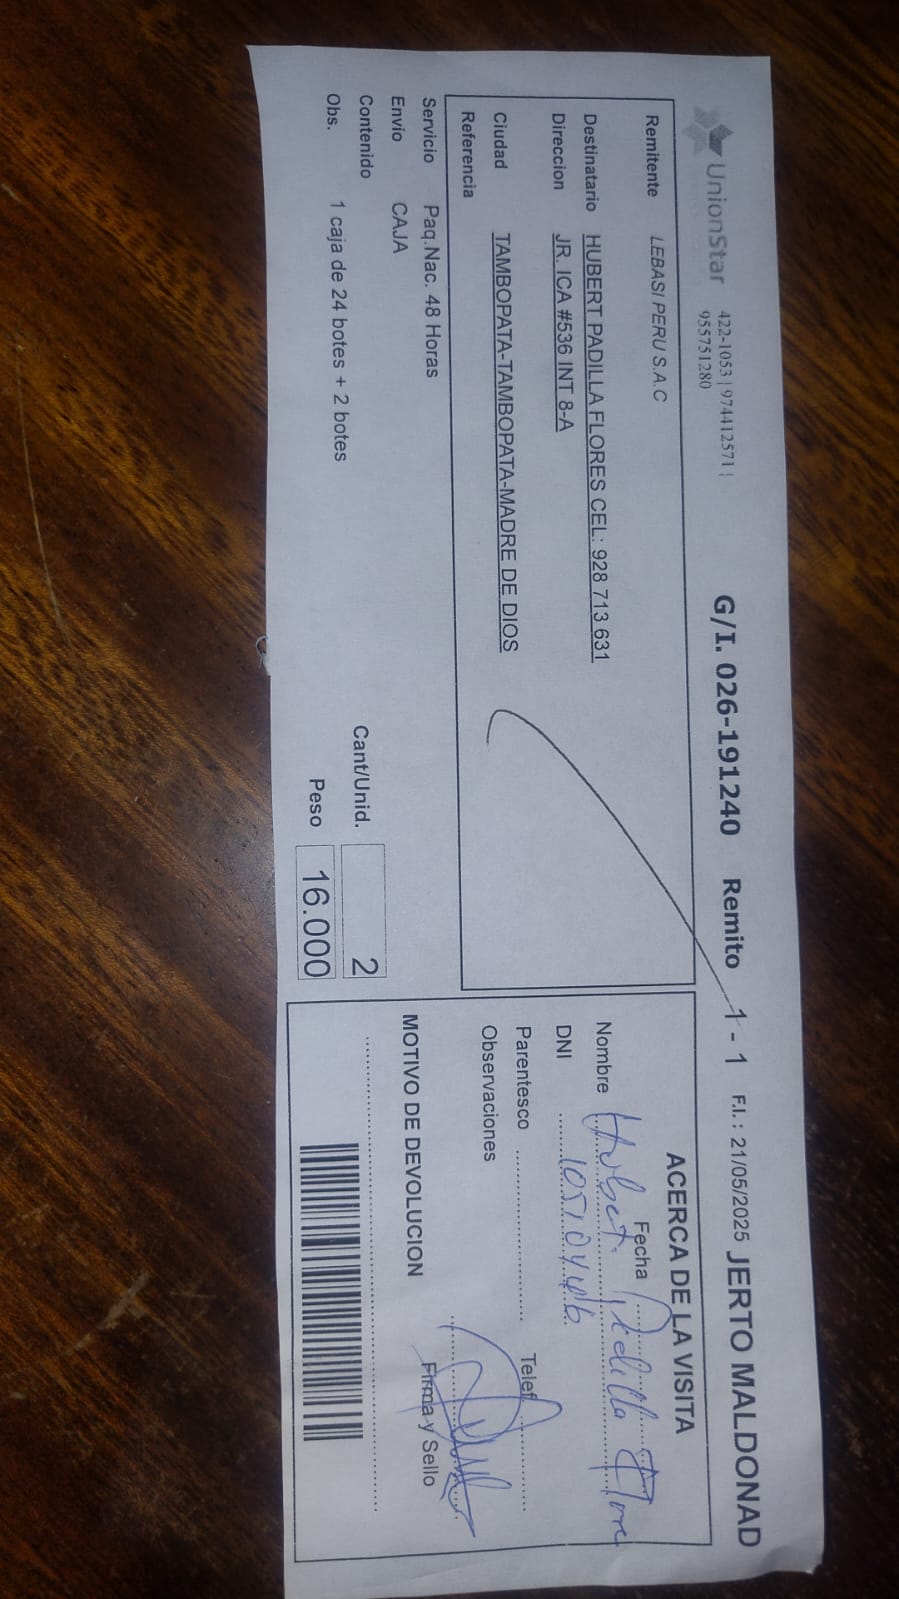 UnionStar 422-1053 | 974412571 |
955751280
G/I. 026-191240 Remito 1 - 1 F.I. : 21/05/2025 JERTO MALDONAD
Remitente LEBASI PERU S.A.C
Destinatario HUBERT PADILLA FLORES CEL: 928 713 631
Direccion JR. ICA #536 INT 8-A
Ciudad TAMBOPATA-TAMBOPATA-MADRE DE DIOS
Referencia
Servicio Paq.Nac. 48 Horas
Envio CAJA
Contenido
Obs. 1 caja de 24 botes + 2 botes
Cant/Unid. 2
Peso 16.000
ACERCA DE LA VISITA
Fecha
Nombre Hubert Padilla
DNI
Parentesco Telef.
Observaciones
Firma y Sello
MOTIVO DE DEVOLUCION